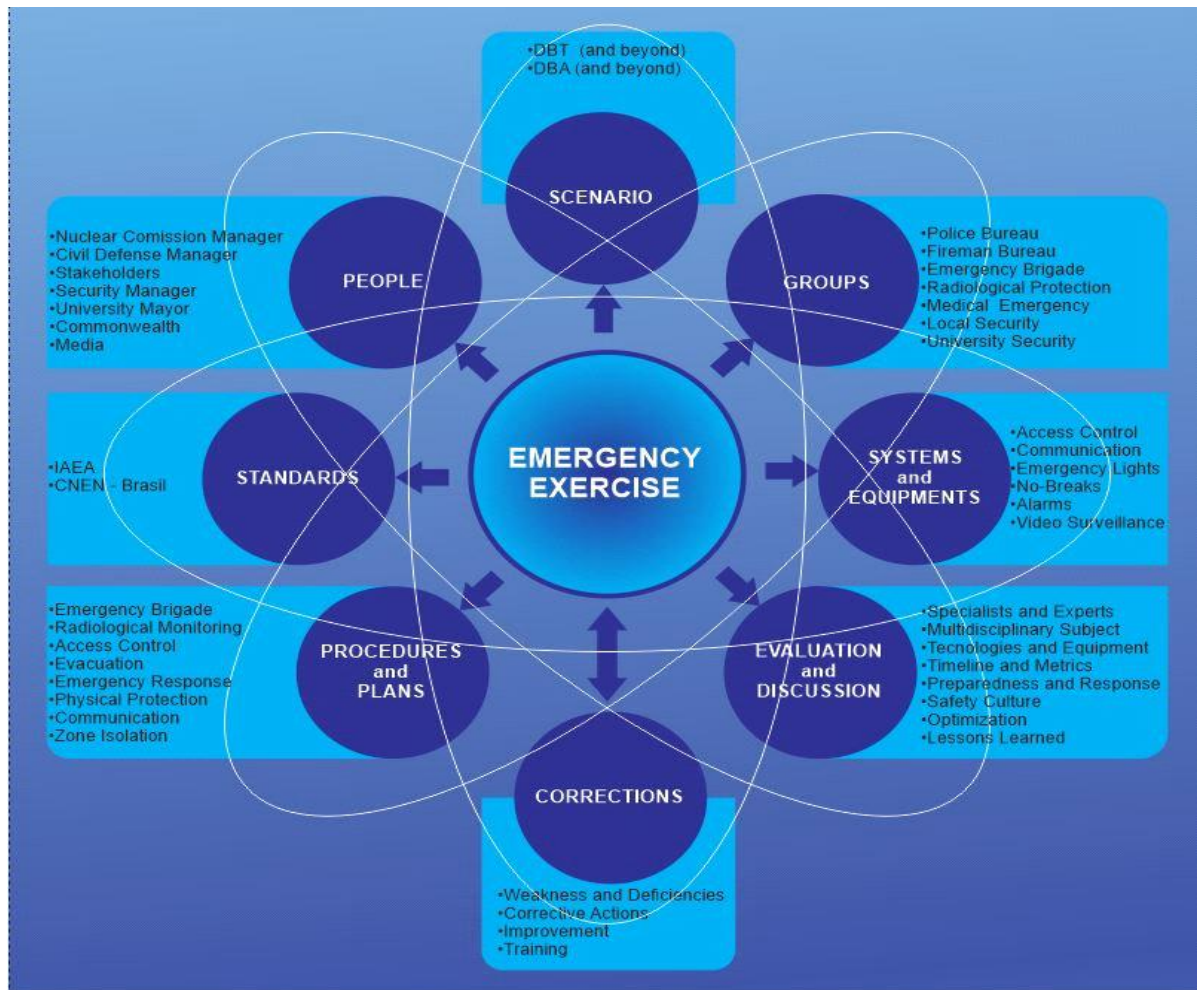 •DBT (and beyond)
•DBA (and beyond)
SCENARIO
•Nuclear Comission Manager
•Civil Defense Manager
•Stakeholders
•Security Manager
•University Mayor
•Commonwealth
•Media
PEOPLE
GROUPS
•Police Bureau
•Fireman Bureau
•Emergency Brigade
•Radiological Protection
•Medical Emergency
•Local Security
•University Security
•IAEA
•CNEN - Brasil
STANDARDS
EMERGENCY
EXERCISE
SYSTEMS
and
EQUIPMENTS
•Access Control
•Communication
•Emergency Lights
•No-Breaks
•Alarms
•Video Surveillance
•Emergency Brigade
•Radiological Monitoring
•Access Control
•Evacuation
•Emergency Response
•Physical Protection
•Communication
•Zone Isolation
PROCEDURES
and
PLANS
EVALUATION
and
DISCUSSION
•Specialists and Experts
•Multidisciplinary Subject
•Tecnologies and Equipment
•Timeline and Metrics
•Preparedness and Response
•Safety Culture
•Optimization
•Lessons Learned
CORRECTIONS
•Weakness and Deficiencies
•Corrective Actions
•Improvement
•Training